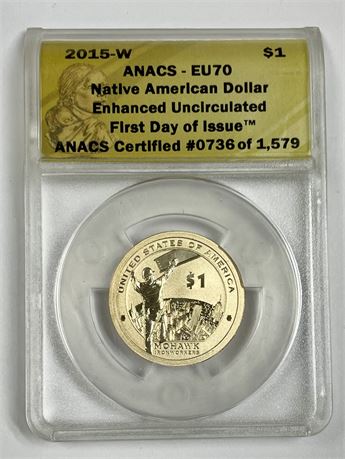 2015-W $1
ANACS - EU70
Native American Dollar
Enhanced Uncirculated
First Day of Issue™
ANACS Certified #0736 of 1,579
UNITED STATES OF AMERICA
$1
MOHAWK
IRONWORKERS